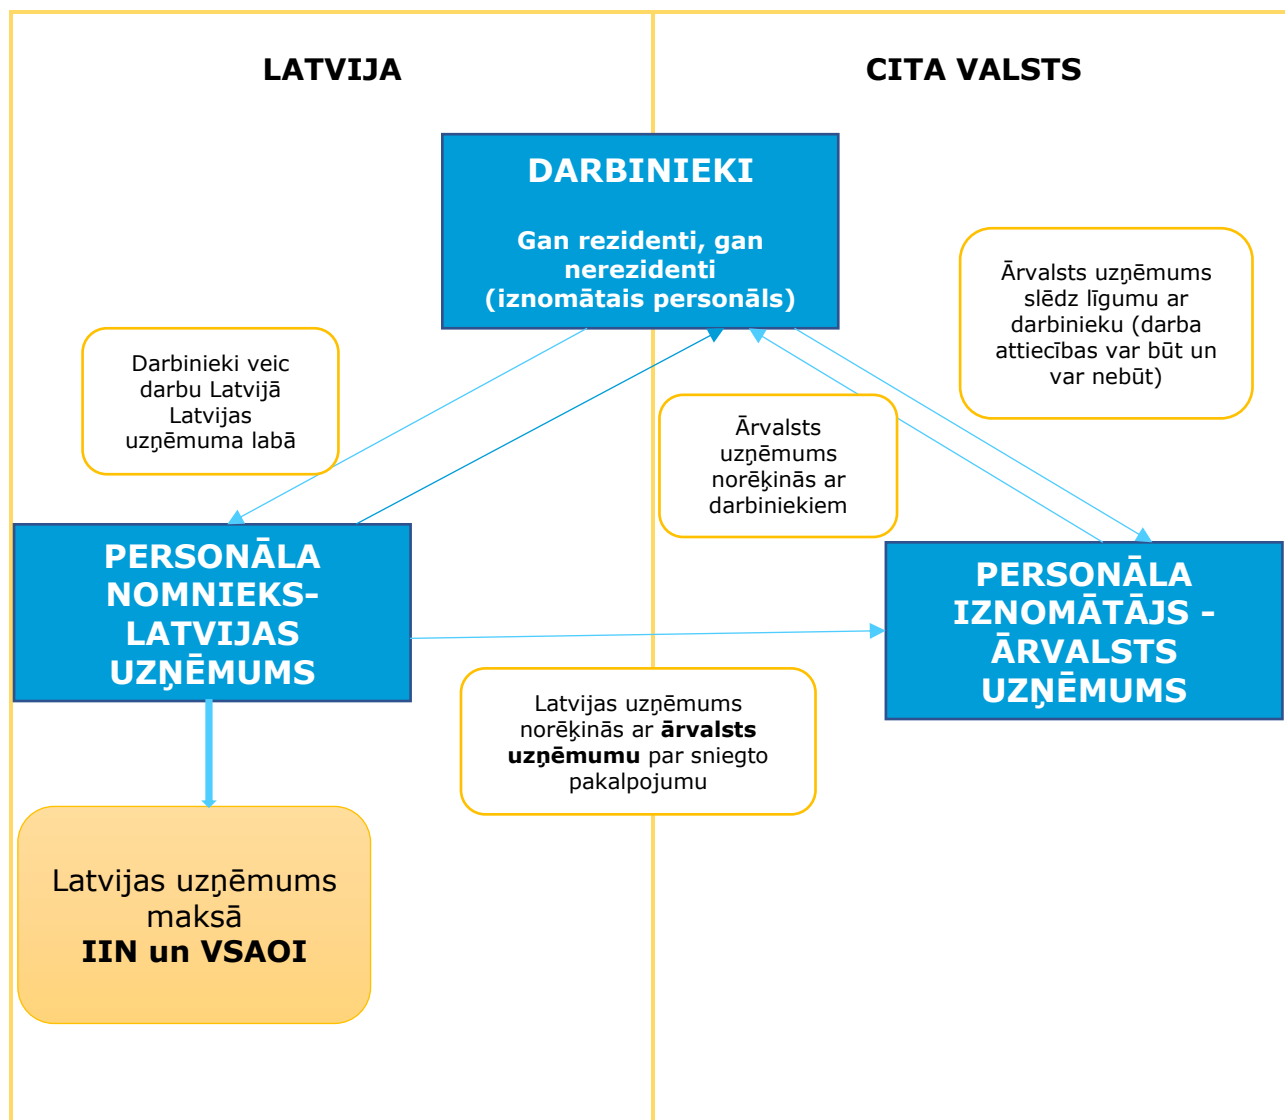 LATVIJA
CITA VALSTS
DARBINIEKI
Gan rezidenti, gan
nerezidenti
(iznomātais personāls)
Ārvalsts uzņēmums
slēdz līgumu ar
darbinieku (darba
attiecības var būt un
var nebūt)
Darbinieki veic
darbu Latvijā
Latvijas
uzņēmuma labā
Ārvalsts
uzņēmums
norēķinās ar
darbiniekiem
PERSONĀLA
NOMNIEKS–
LATVIJAS
UZŅĒMUMS
PERSONĀLA
IZNOMĀTĀJS –
ĀRVALSTS
UZŅĒMUMS
Latvijas uzņēmums
norēķinās ar ārvalsts
uzņēmumu par sniegto
pakalpojumu
Latvijas uzņēmums
maksā
IIN un VSAOI